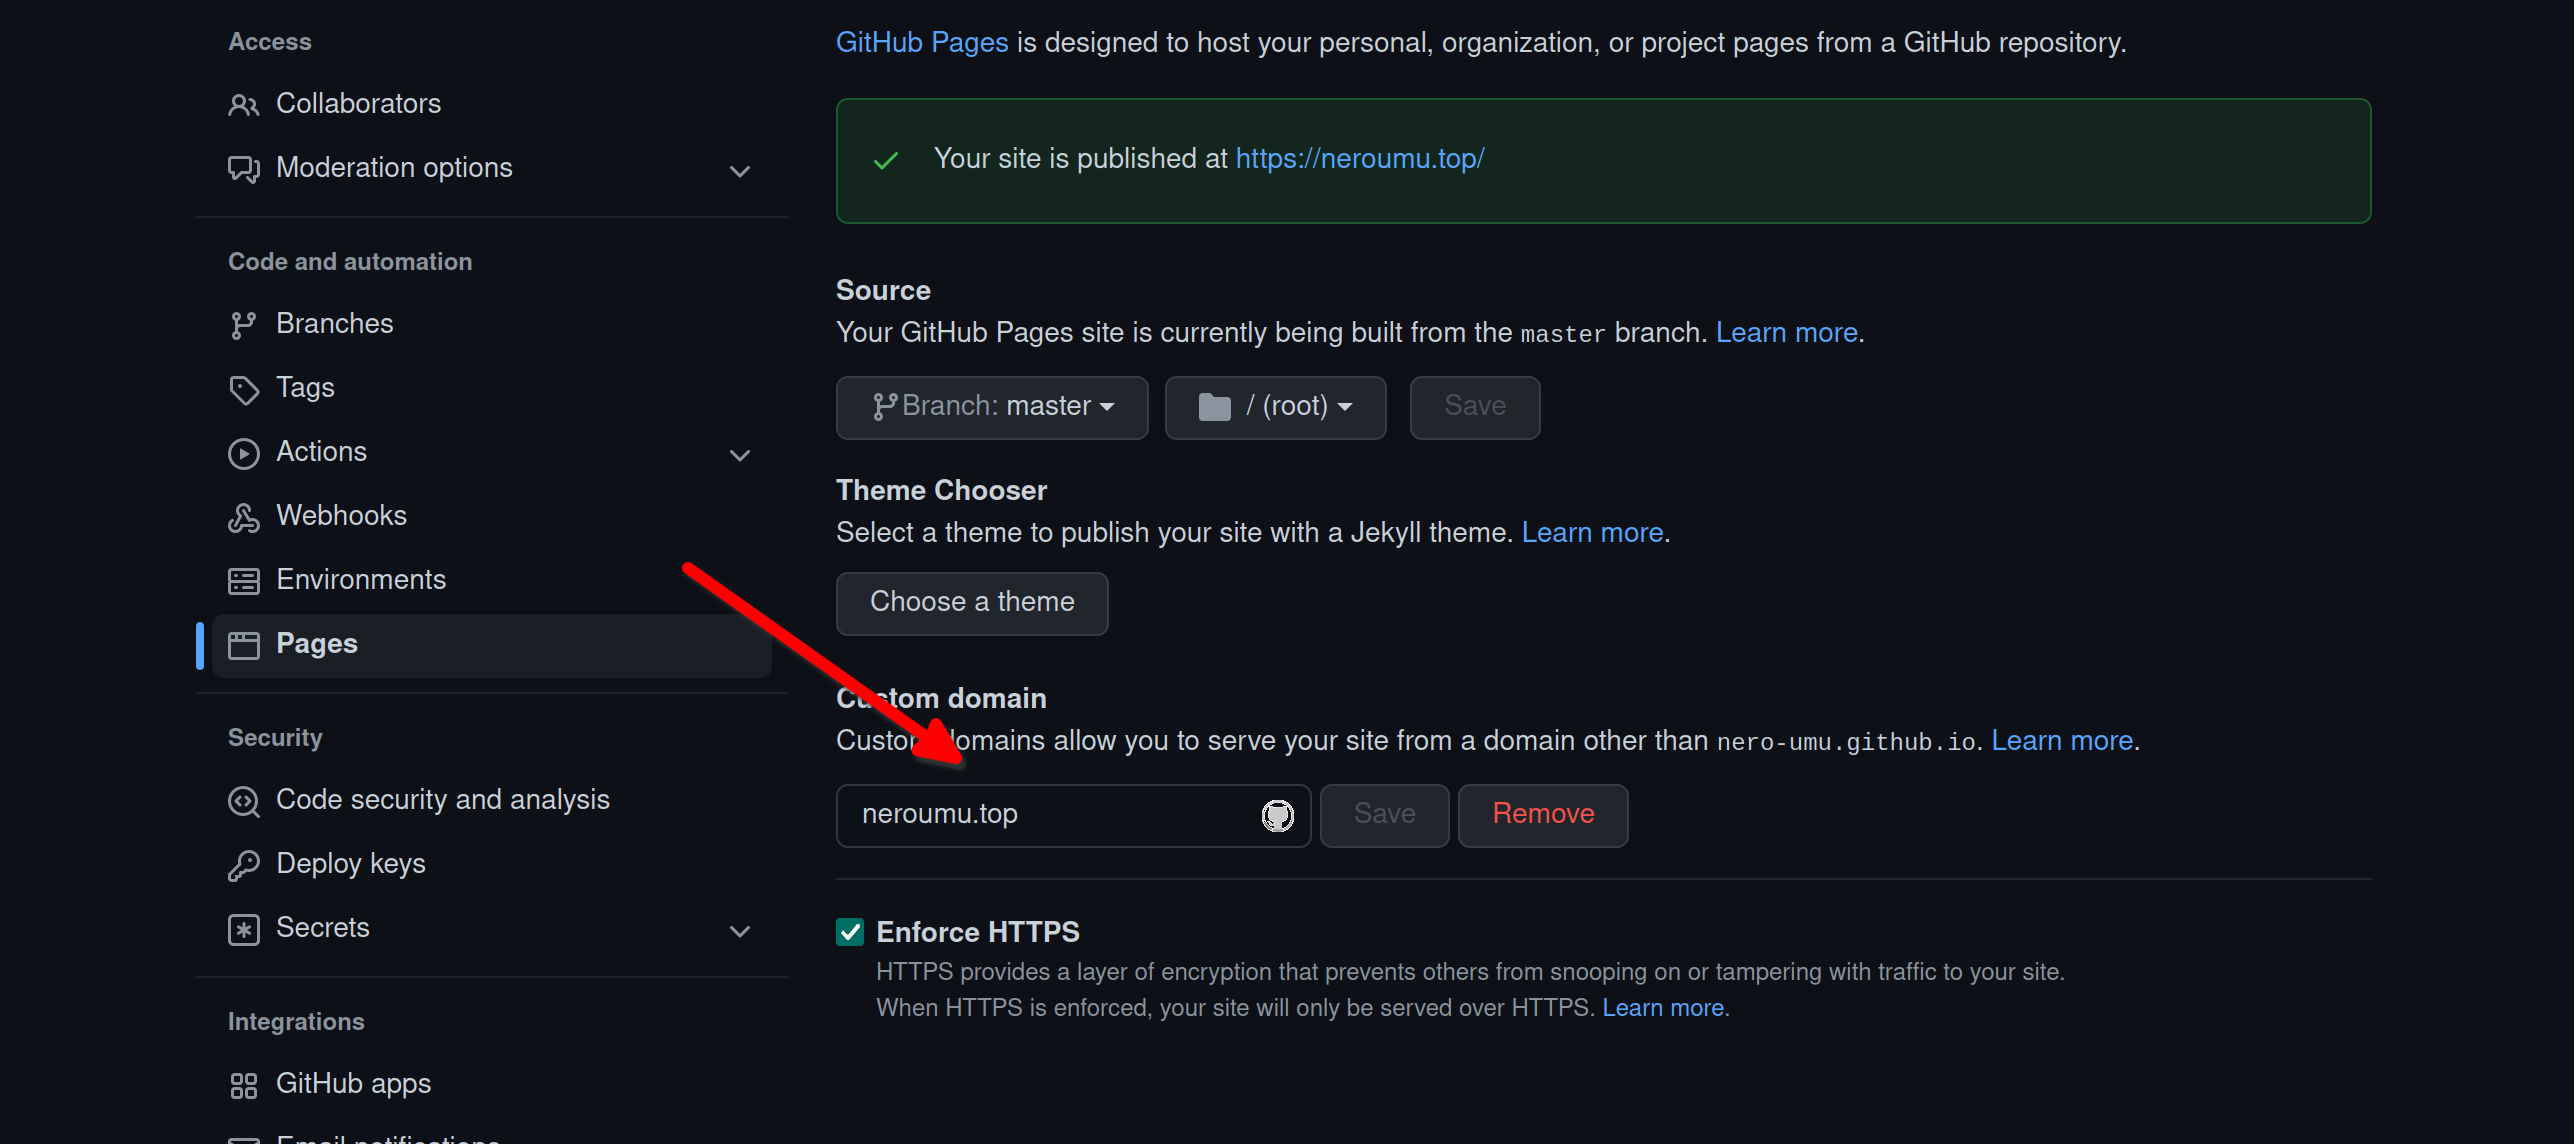 Access
Collaborators
Moderation options
Code and automation
Branches
Tags
Actions
Webhooks
Environments
Pages
Security
Code security and analysis
Deploy keys
Secrets
Integrations
GitHub apps
Email notifications
GitHub Pages is designed to host your personal, organization, or project pages from a GitHub repository.
Your site is published at https://neroumu.top/
Source
Your GitHub Pages site is currently being built from the master branch. Learn more.
Branch: master
/ (root)
Save
Theme Chooser
Select a theme to publish your site with a Jekyll theme. Learn more.
Choose a theme
Custom domain
Custom domains allow you to serve your site from a domain other than nero-umu.github.io. Learn more.
neroumu.top
Save
Remove
Enforce HTTPS
HTTPS provides a layer of encryption that prevents others from snooping on or tampering with traffic to your site.
When HTTPS is enforced, your site will only be served over HTTPS. Learn more.